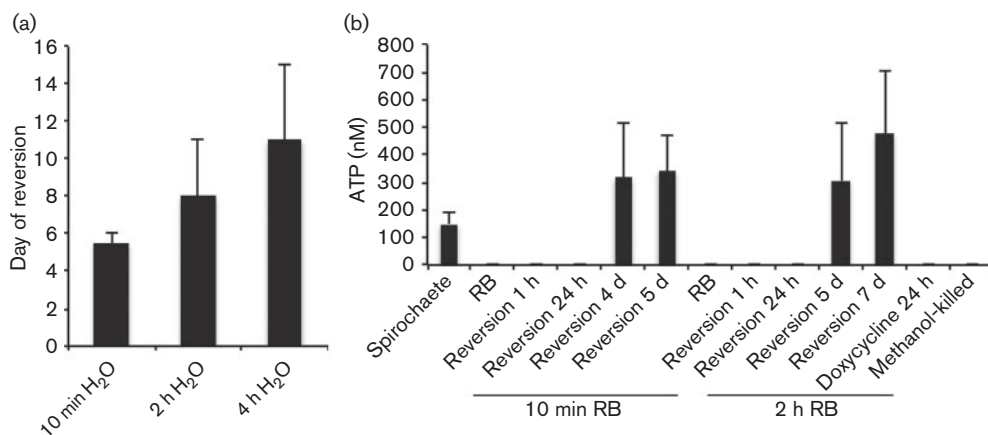 (a)
Day of reversion
16
14
12
10
8
6
4
2
0
10 min H₂O
2 h H₂O
4 h H₂O
(b)
ATP (nM)
800
700
600
500
400
300
200
100
0
Spirochaete
RB
Reversion 1 h
Reversion 24 h
Reversion 4 d
Reversion 5 d
RB
Reversion 1 h
Reversion 24 h
Reversion 5 d
Reversion 7 d
Doxycycline 24 h
Methanol-killed
10 min RB
2 h RB